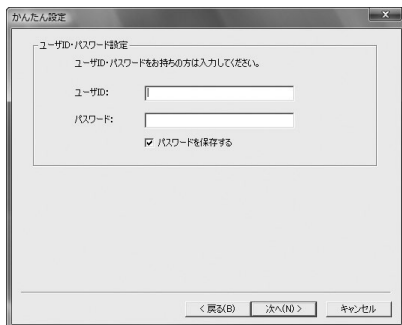 かんたん設定
ユーザID・パスワード設定
ユーザID・パスワードをお持ちの方は入力してください。
ユーザID:
パスワード:
パスワードを保存する
< 戻る(B) 次へ(N) > キャンセル